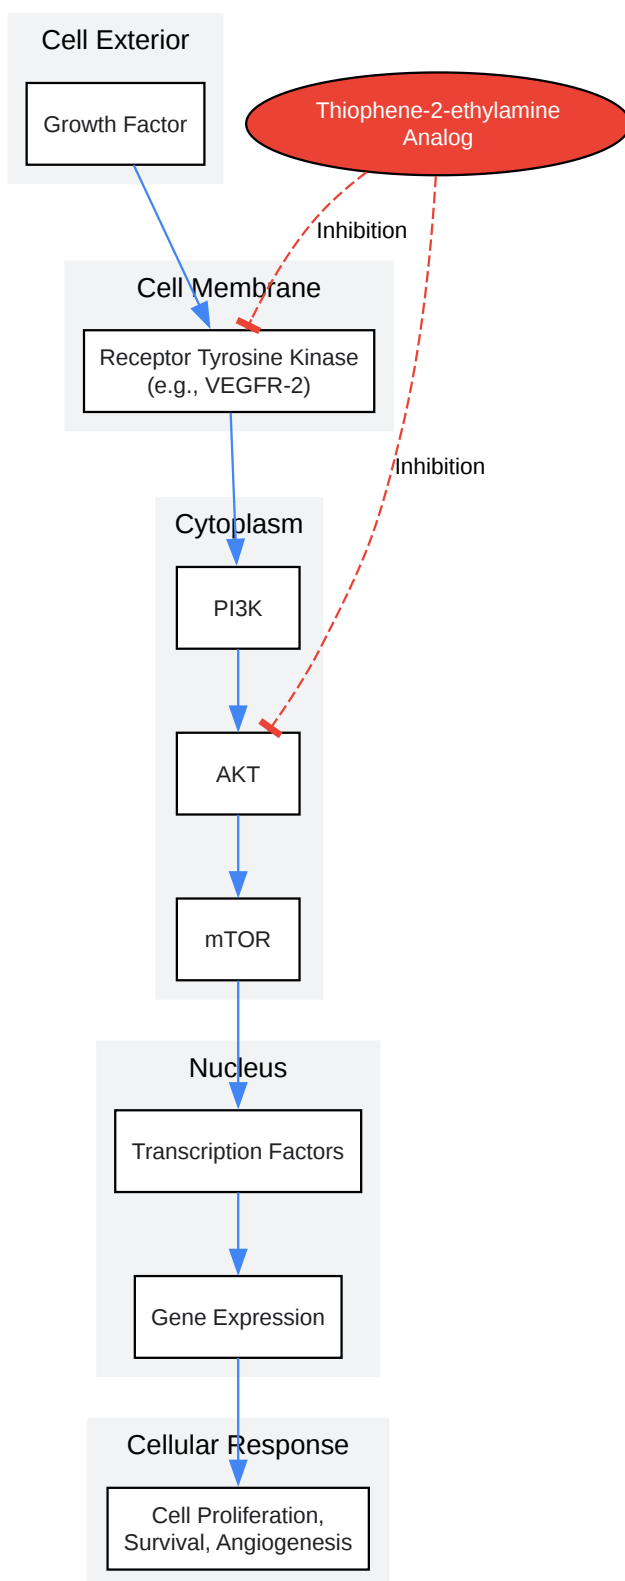 Cell Exterior
Growth Factor
Thiophene-2-ethylamine
Analog
Inhibition
Cell Membrane
Receptor Tyrosine Kinase
(e.g., VEGFR-2)
Inhibition
Cytoplasm
PI3K
AKT
mTOR
Nucleus
Transcription Factors
Gene Expression
Cellular Response
Cell Proliferation,
Survival, Angiogenesis